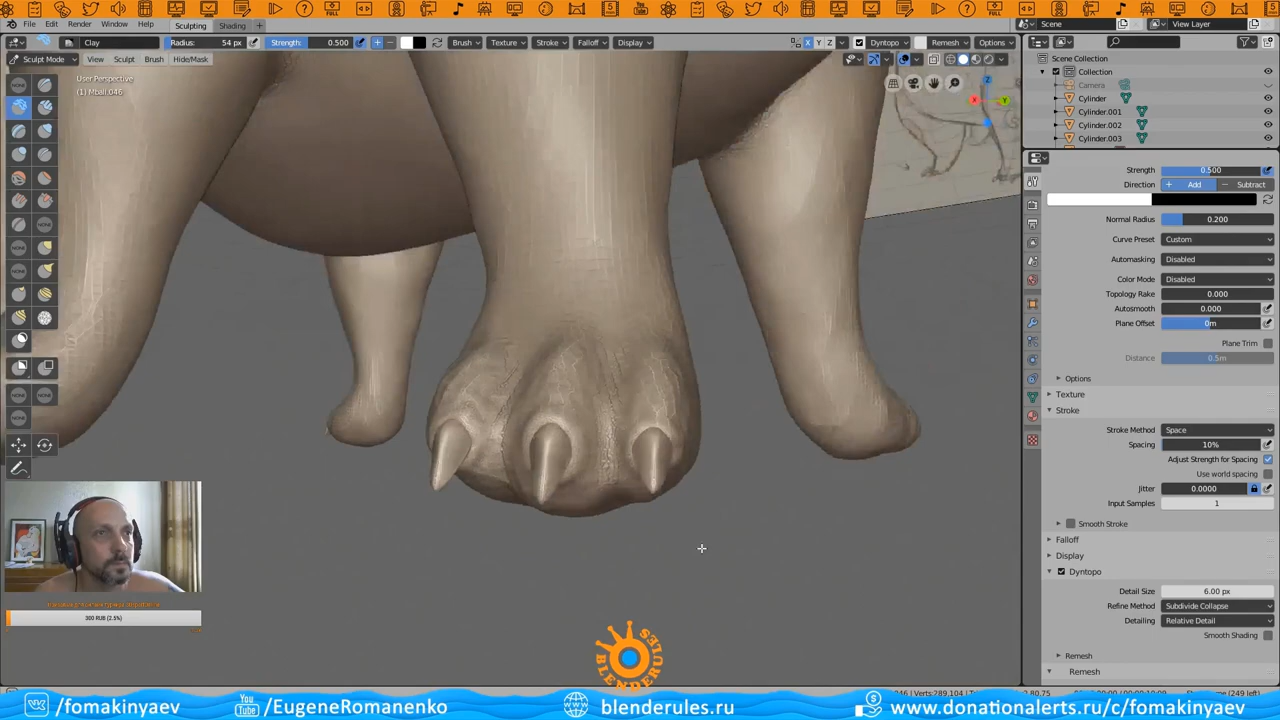 File Edit Render Window Help Sculpting Shading + Scene View Layer
Clay Radius: 54 px Strength: 0.500 Brush Texture Stroke Falloff Display X Y Z Dyntopo Remesh Options
Sculpt Mode View Sculpt Brush Hide/Mask
User Perspective
(1) Mball.046
Scene Collection
Collection
Camera
Cylinder
Cylinder.001
Cylinder.002
Cylinder.003
Strength 0.500
Direction + Add − Subtract
Normal Radius 0.200
Curve Preset Custom
Automasking Disabled
Color Mode Disabled
Topology Rake 0.000
Autosmooth 0.000
Plane Offset 0m
Plane Trim
Distance 0.5m
Options
Texture
Stroke
Stroke Method Space
Spacing 10%
Adjust Strength for Spacing
Use world spacing
Jitter 0.0000
Input Samples 1
Smooth Stroke
Falloff
Display
Dyntopo
Detail Size 6.00 px
Refine Method Subdivide Collapse
Detailing Relative Detail
Smooth Shading
Remesh
Remesh
300 RUB (2.5%)
BLENDERULES
/fomakinyaev
You Tube /EugeneRomanenko
blenderules.ru
www.donationalerts.ru/c/fomakinyaev